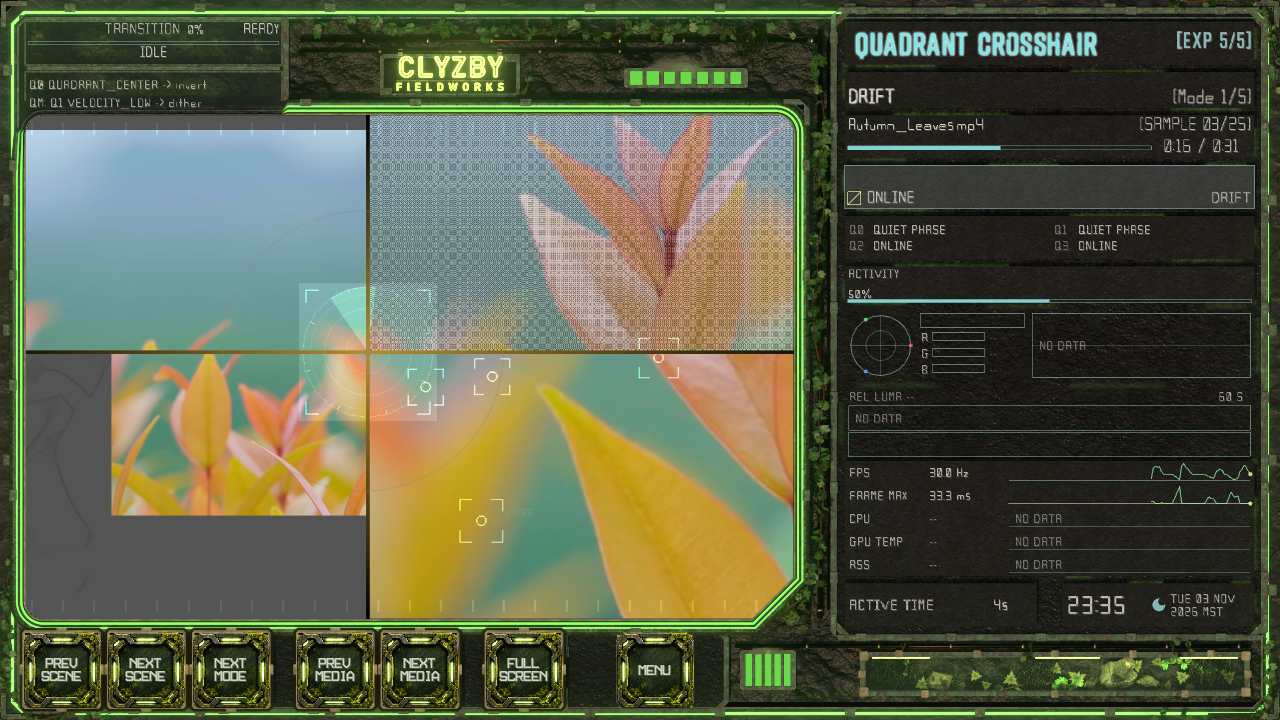 TRANSITION 0% READY
IDLE
Q0 QUADRANT_CENTER -> invert
QM Q1 VELOCITY_LOW -> dither
CLYZBY
FIELDWORKS
QUADRANT CROSSHAIR [EXP 5/5]
DRIFT [Mode 1/5]
Autumn_Leaves.mp4 [SAMPLE 03/25]
0:16 / 0:31
ONLINE DRIFT
Q0 QUIET PHASE Q1 QUIET PHASE
Q2 ONLINE Q3 ONLINE
ACTIVITY
50%
R --
G --
B --
NO DATA
REL LUMA -- 60 S
NO DATA
FPS 30.0 Hz
FRAME MAX 33.3 mS
CPU -- NO DATA
GPU TEMP -- NO DATA
RSS -- NO DATA
ACTIVE TIME 4s
23:35
TUE 03 NOV
2026 MST
PREV SCENE
NEXT SCENE
NEXT MODE
PREV MEDIA
NEXT MEDIA
FULL SCREEN
MENU